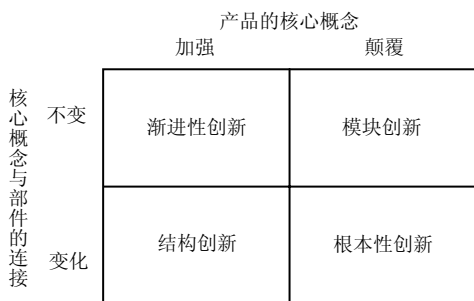 产品的核心概念
加强 颠覆
核心概念与部件的连接
不变 渐进性创新 模块创新
变化 结构创新 根本性创新